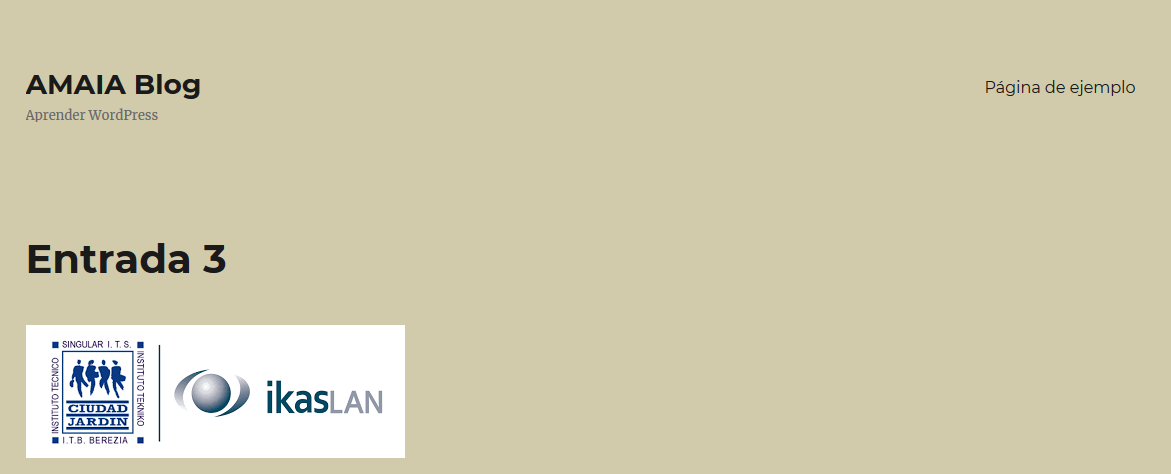 AMAIA Blog
Aprender WordPress
Página de ejemplo
Entrada 3
SINGULAR I. T. S.
INSTITUTO TECNICO
INSTITUTO TEKNIKO
CIUDAD
JARDIN
I.T.B. BEREZIA
ikasLAN